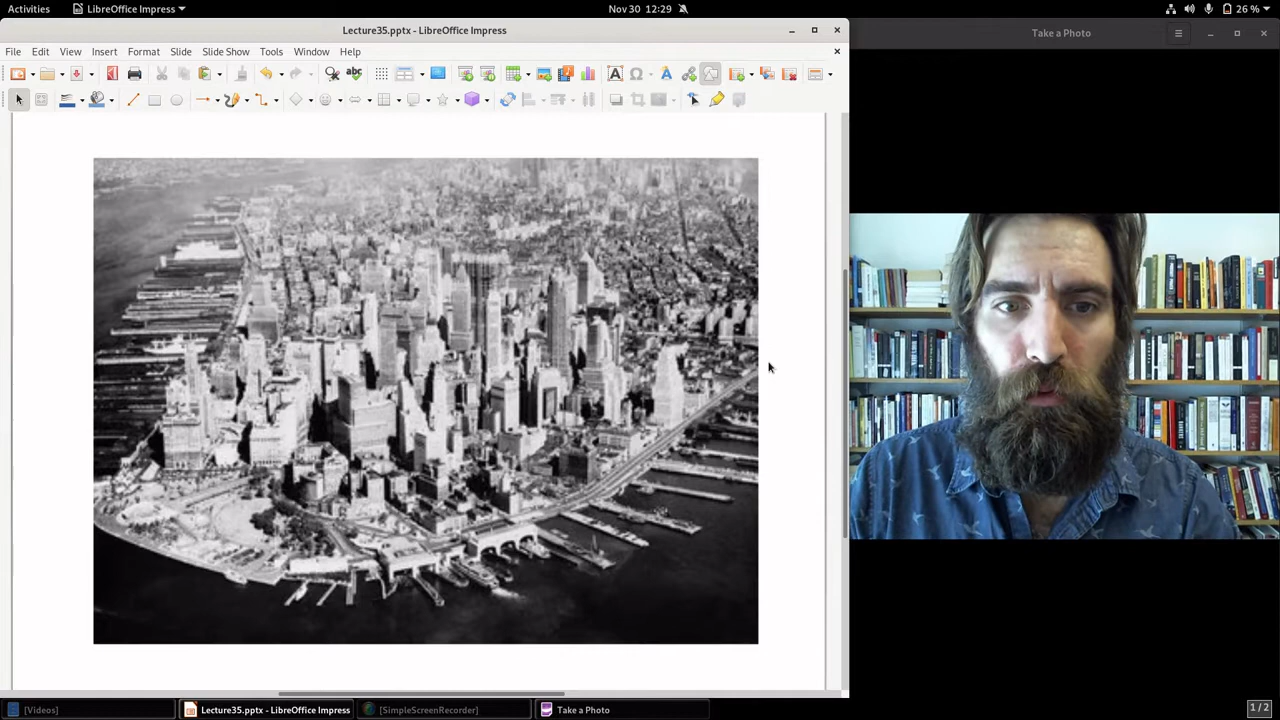 Activities LibreOffice Impress Nov 30 12:29 26 %
Lecture35.pptx - LibreOffice Impress
Take a Photo
File Edit View Insert Format Slide Slide Show Tools Window Help
[Videos] Lecture35.pptx - LibreOffice Impress [SimpleScreenRecorder] Take a Photo 1/2